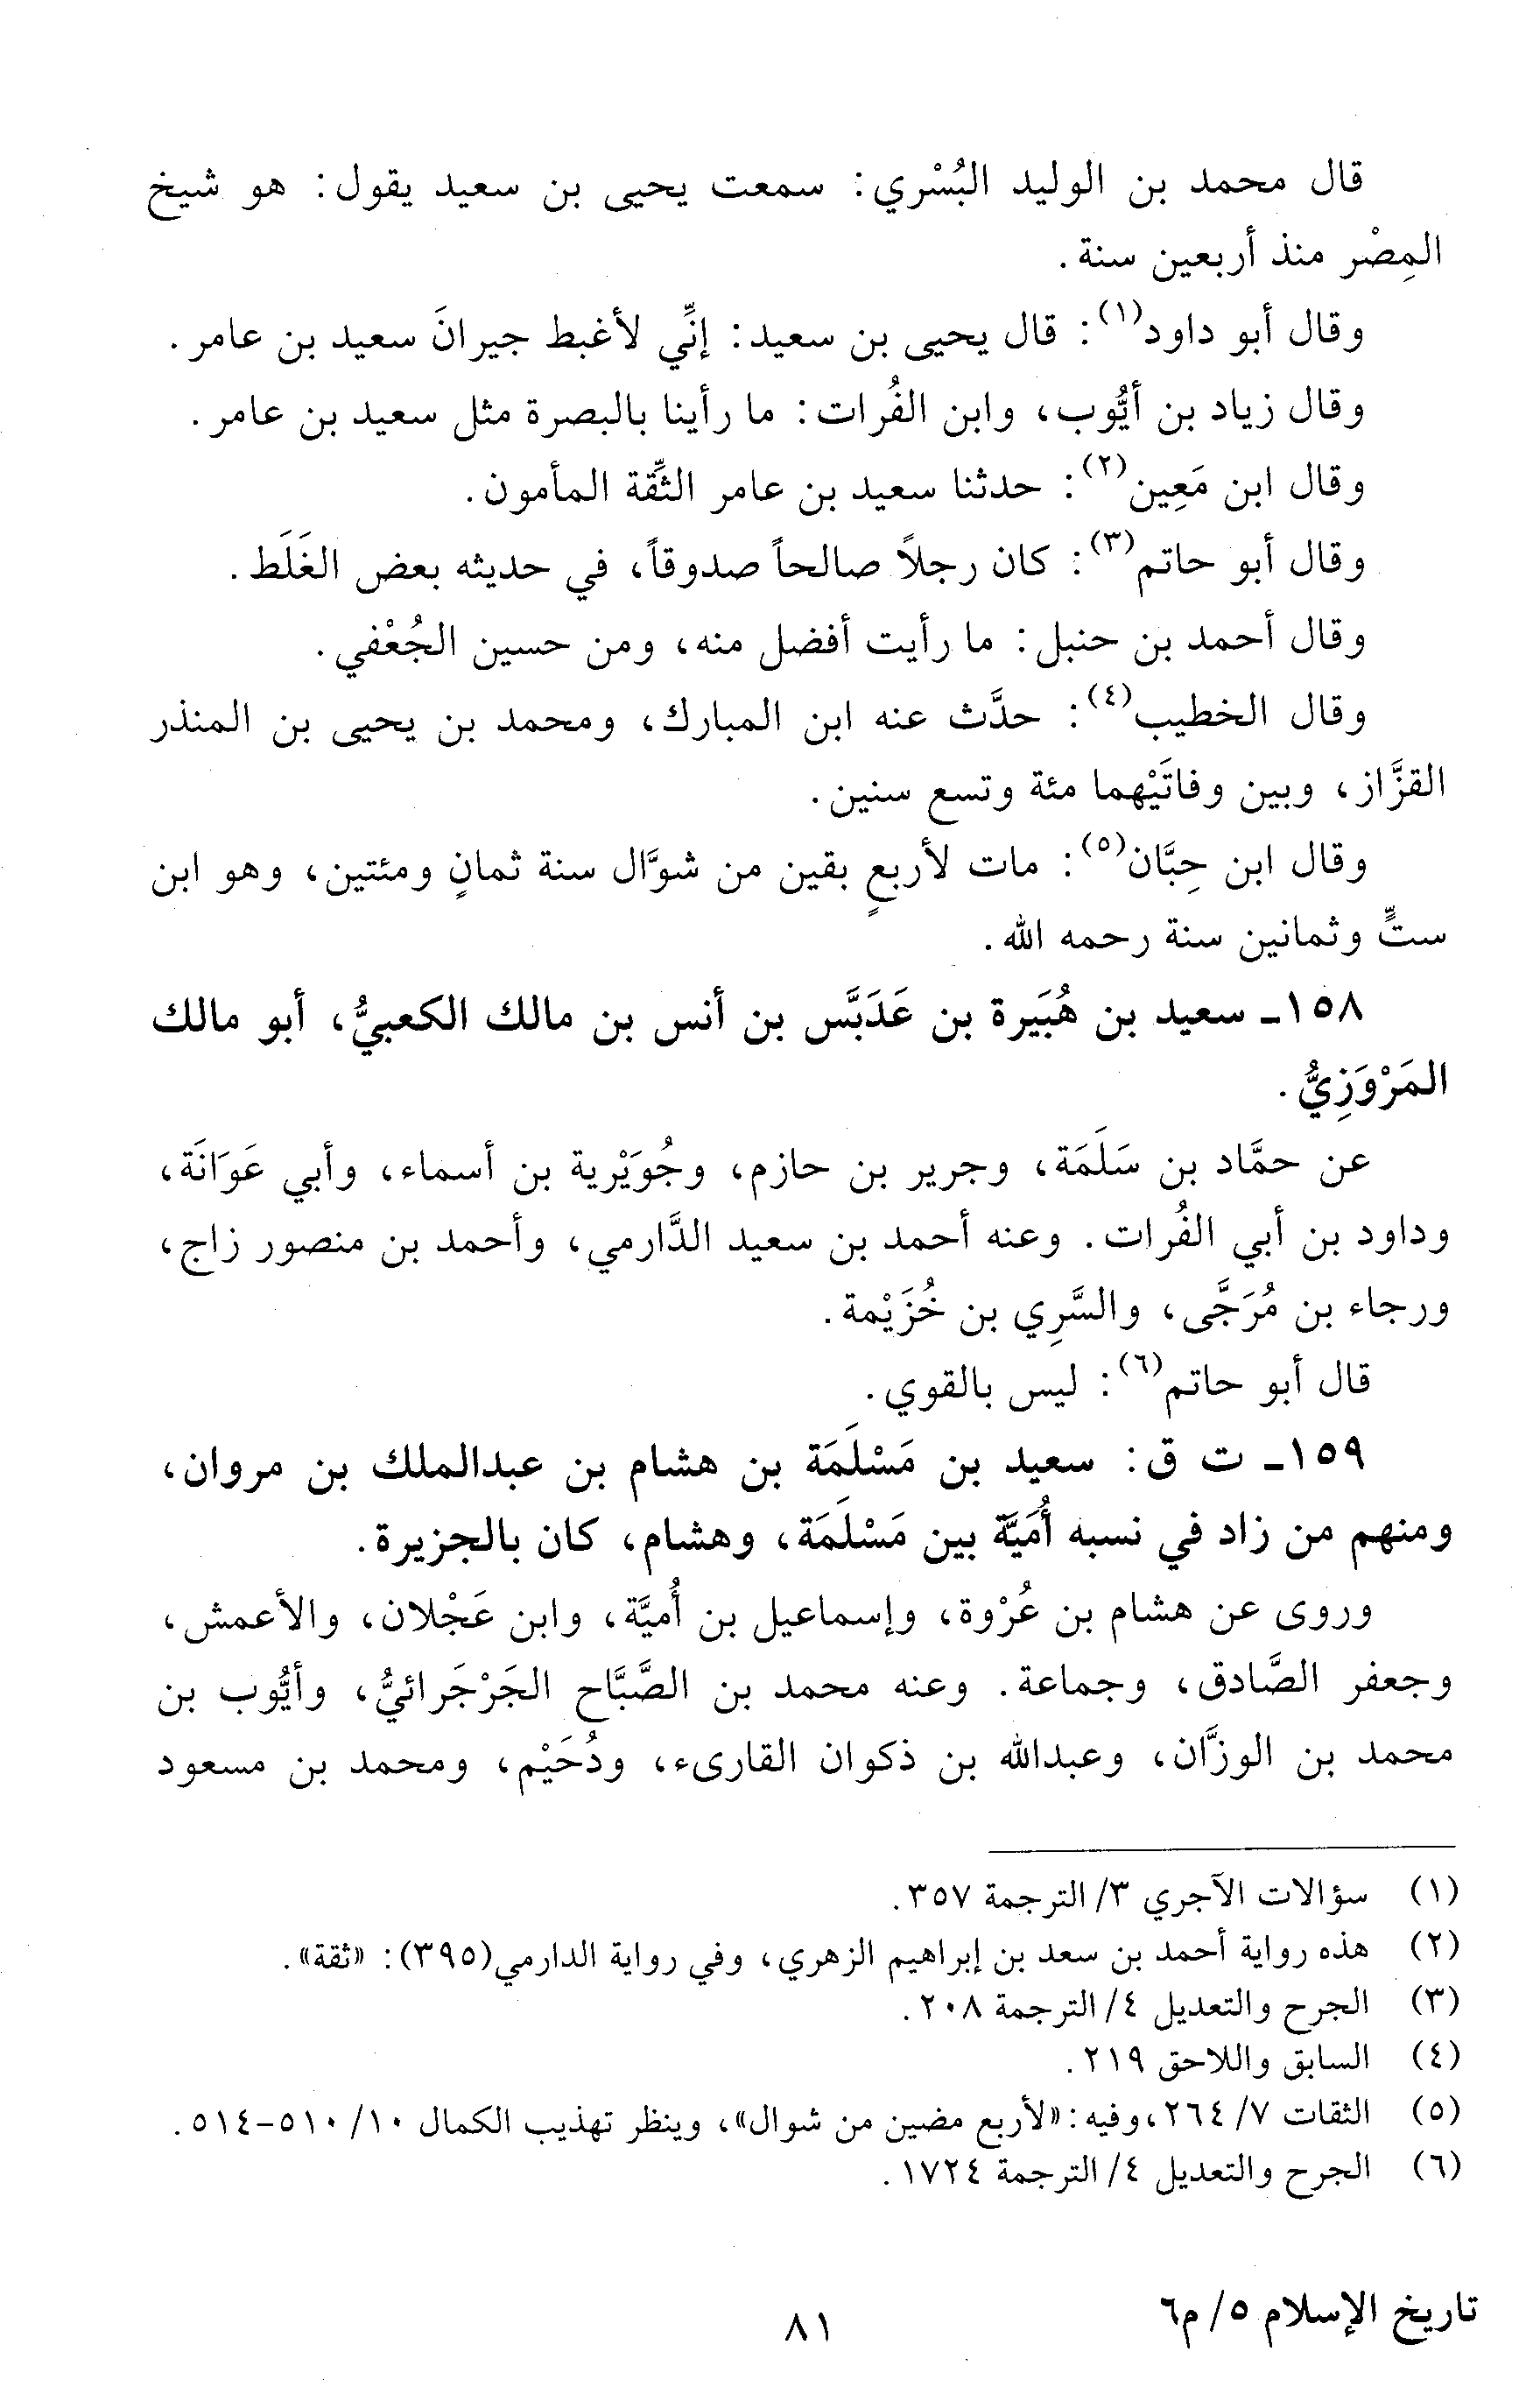 قال محمد بن الوليد البُسْري: سمعت يحيى بن سعيد يقول: هو شيخ
المِصْر منذ أربعين سنة.
وقال أبو داود(١): قال يحيى بن سعيد: إنِّي لأغبط جيرانَ سعيد بن عامر.
وقال زياد بن أيُّوب، وابن الفُرات: ما رأينا بالبصرة مثل سعيد بن عامر.
وقال ابن مَعِين(٢): حدثنا سعيد بن عامر الثِّقة المأمون.
وقال أبو حاتم(٣): كان رجلاً صالحاً صدوقاً، في حديثه بعض الغَلَط.
وقال أحمد بن حنبل: ما رأيت أفضل منه، ومن حسين الجُعْفي.
وقال الخطيب(٤): حدَّث عنه ابن المبارك، ومحمد بن يحيى بن المنذر
القزَّاز، وبين وفاتَيْهما مئة وتسع سنين.
وقال ابن حِبَّان(٥): مات لأربعٍ بقين من شوَّال سنة ثمانٍ ومئتين، وهو ابن
ستٍّ وثمانين سنة رحمه الله.
١٥٨- سعيد بن هُبَيرة بن عَدَبَّس بن أنس بن مالك الكعبيُّ، أبو مالك
المَرْوَزِيُّ.
عن حمَّاد بن سَلَمَة، وجرير بن حازم، وجُوَيْرية بن أسماء، وأبي عَوَانَة،
وداود بن أبي الفُرات. وعنه أحمد بن سعيد الدَّارمي، وأحمد بن منصور زاج،
ورجاء بن مُرَجَّى، والسَّرِي بن خُزَيْمة.
قال أبو حاتم(٦): ليس بالقوي.
١٥٩- ت ق: سعيد بن مَسْلَمَة بن هشام بن عبدالملك بن مروان،
ومنهم من زاد في نسبه أُمَيَّة بين مَسْلَمَة، وهشام، كان بالجزيرة.
وروى عن هشام بن عُرْوة، وإسماعيل بن أُميَّة، وابن عَجْلان، والأعمش،
وجعفر الصَّادق، وجماعة. وعنه محمد بن الصَّبَّاح الجَرْجَرائيُّ، وأيُّوب بن
محمد بن الوزَّان، وعبدالله بن ذكوان القارىء، ودُحَيْم، ومحمد بن مسعود
(١) سؤالات الآجري ٣/ الترجمة ٣٥٧.
(٢) هذه رواية أحمد بن سعد بن إبراهيم الزهري، وفي رواية الدارمي(٣٩٥): «ثقة».
(٣) الجرح والتعديل ٤/ الترجمة ٢٠٨.
(٤) السابق واللاحق ٢١٩.
(٥) الثقات ٧/ ٢٦٤،وفيه: «لأربع مضين من شوال»، وينظر تهذيب الكمال ١٠/ ٥١٠-٥١٤.
(٦) الجرح والتعديل ٤/ الترجمة ١٧٢٤.
تاريخ الإسلام ٥/ م٦
٨١